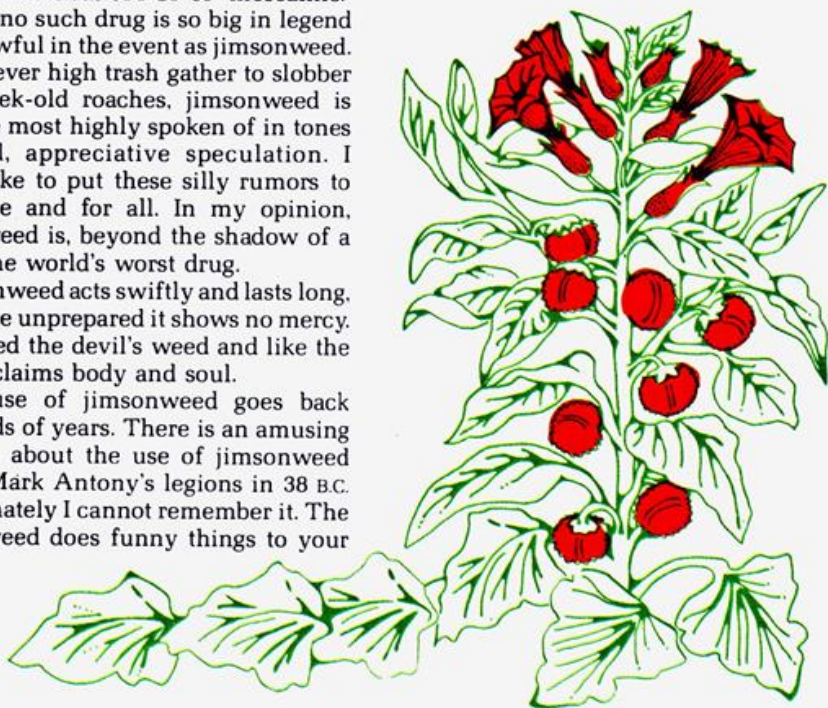 no such drug is so big in legend
wful in the event as jimsonweed.
ever high trash gather to slobber
ek-old roaches, jimsonweed is
most highly spoken of in tones
l, appreciative speculation. I
ke to put these silly rumors to
e and for all. In my opinion,
eed is, beyond the shadow of a
ne world's worst drug.
nweed acts swiftly and lasts long,
e unprepared it shows no mercy.
ed the devil's weed and like the
claims body and soul.
use of jimsonweed goes back
ds of years. There is an amusing
about the use of jimsonweed
Mark Antony's legions in 38 B.C.
nately I cannot remember it. The
reed does funny things to your